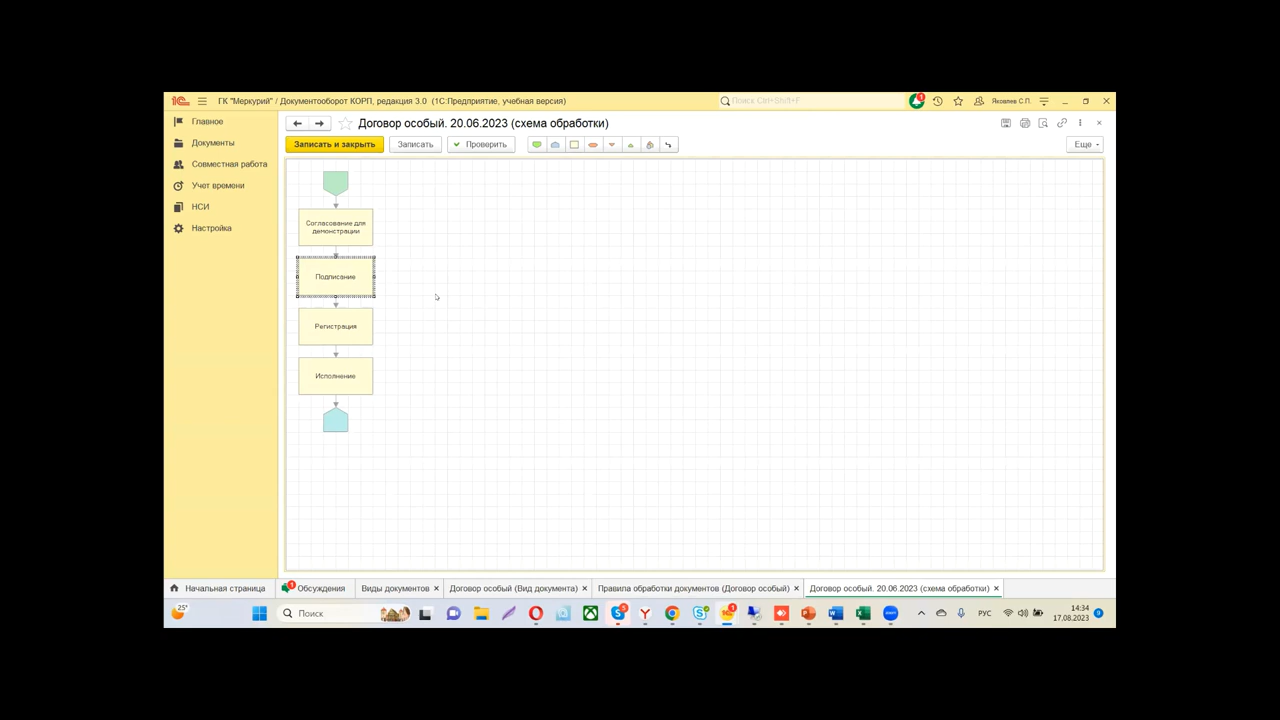 ГК "Меркурий" / Документооборот КОРП, редакция 3.0 (1С:Предприятие, учебная версия)
Поиск Ctrl+Shift+F
Яковлев С.П.
Главное
Документы
Совместная работа
Учет времени
НСИ
Настройка
Договор особый. 20.06.2023 (схема обработки)
Записать и закрыть
Записать
Проверить
Еще
Согласование для
демонстрации
Подписание
Регистрация
Исполнение
Начальная страница
Обсуждения
Виды документов
Договор особый (Вид документа)
Правила обработки документов (Договор особый)
Договор особый. 20.06.2023 (схема обработки)
25°
Поиск
РУС
14:34
17.08.2023